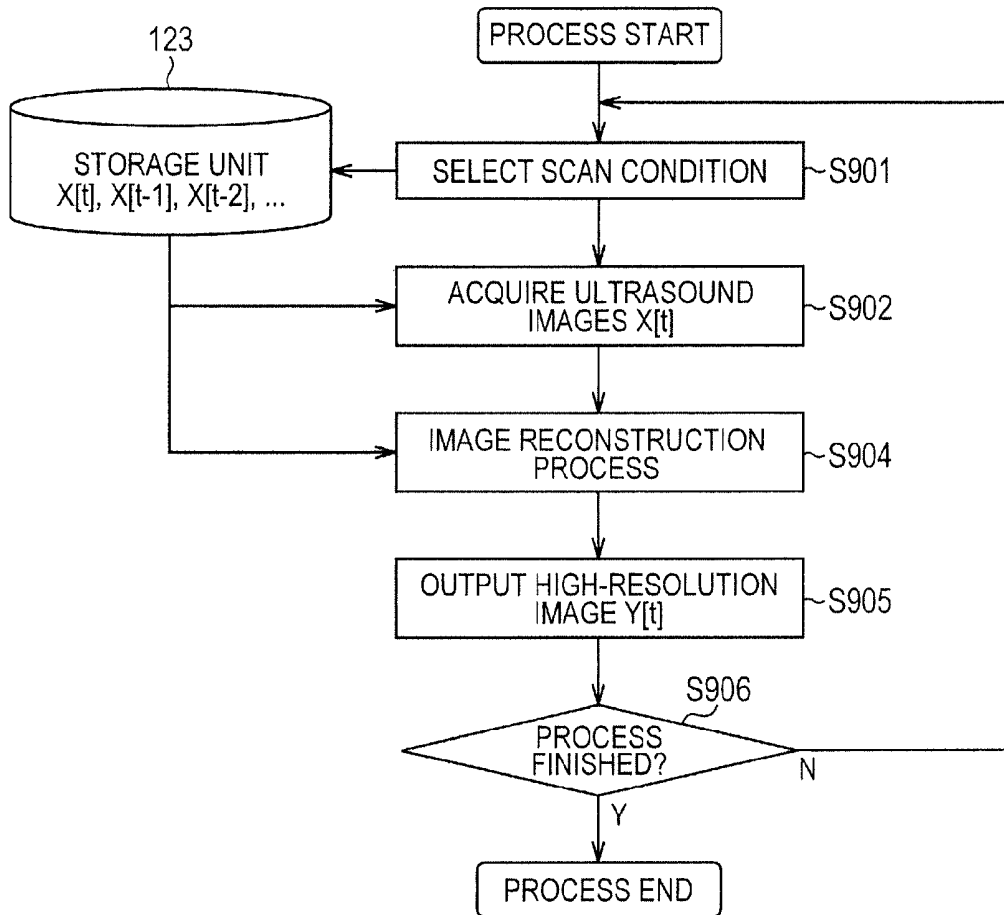 PROCESS START
123
STORAGE UNIT
X[t], X[t-1], X[t-2], ...
SELECT SCAN CONDITION
S901
ACQUIRE ULTRASOUND
IMAGES X[t]
S902
IMAGE RECONSTRUCTION
PROCESS
S904
OUTPUT HIGH-RESOLUTION
IMAGE Y[t]
S905
S906
PROCESS
FINISHED?
N
Y
PROCESS END